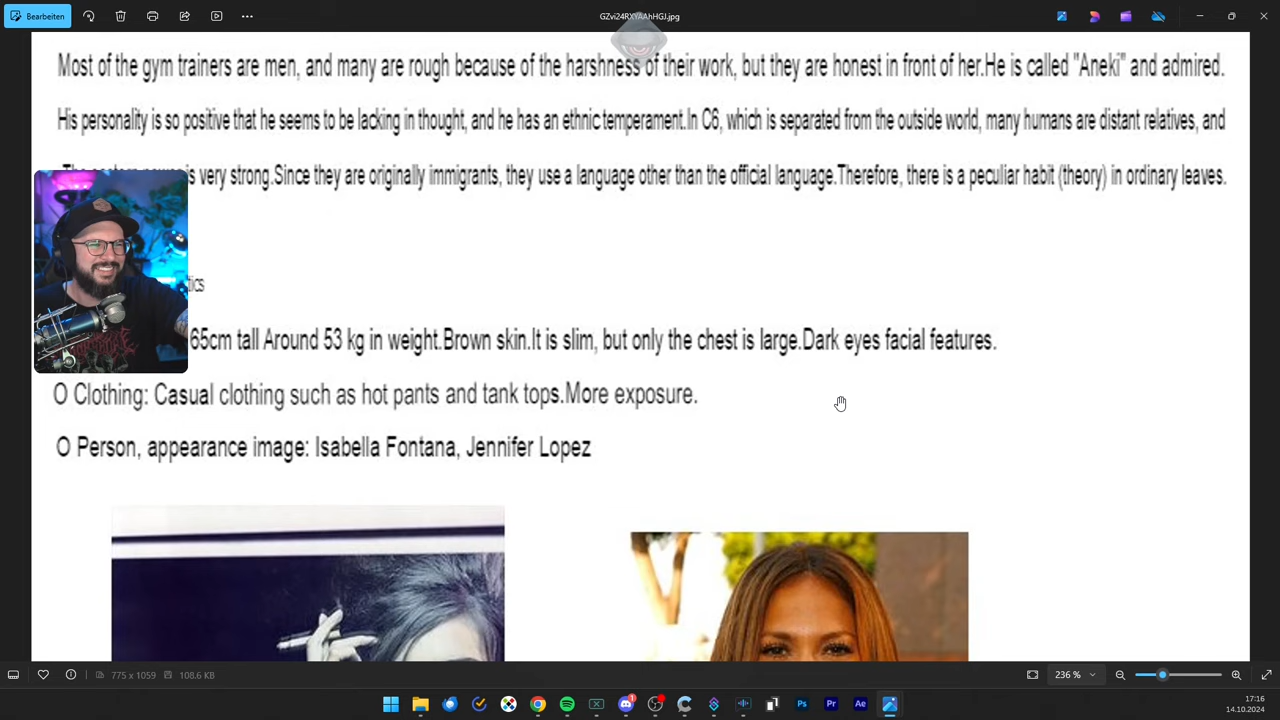 Bearbeiten
GZvi24RXYAAhHGJ.jpg
Most of the gym trainers are men, and many are rough because of the harshness of their work, but they are honest in front of her.He is called "Aneki" and admired.
His personality is so positive that he seems to be lacking in thought, and he has an ethnic temperament.In C6, which is separated from the outside world, many humans are distant relatives, and
is very strong.Since they are originally immigrants, they use a language other than the official language.Therefore, there is a peculiar habit (theory) in ordinary leaves.
tics
65cm tall Around 53 kg in weight.Brown skin.It is slim, but only the chest is large.Dark eyes facial features.
O Clothing: Casual clothing such as hot pants and tank tops.More exposure.
O Person, appearance image: Isabella Fontana, Jennifer Lopez
775 x 1059 108.6 KB 236 %
Ps Pr Ae
17:16
14.10.2024